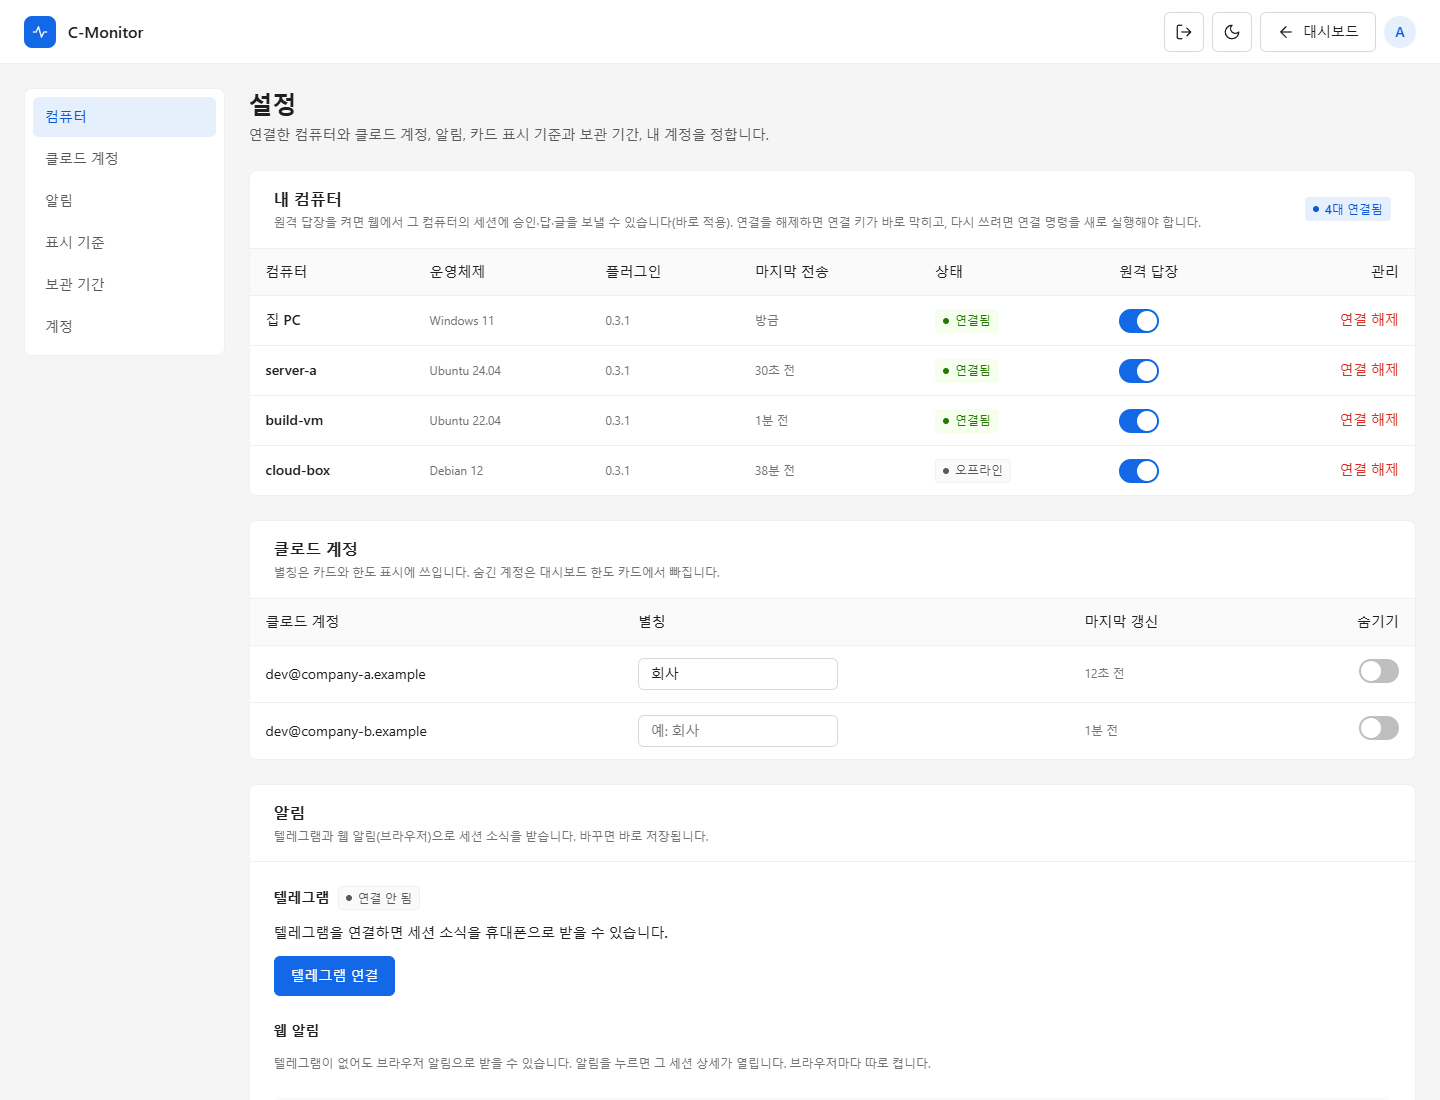 C-Monitor
대시보드
A
컴퓨터
클로드 계정
알림
표시 기준
보관 기간
계정
설정
연결한 컴퓨터와 클로드 계정, 알림, 카드 표시 기준과 보관 기간, 내 계정을 정합니다.
내 컴퓨터
원격 답장을 켜면 웹에서 그 컴퓨터의 세션에 승인·답·글을 보낼 수 있습니다(바로 적용). 연결을 해제하면 연결 키가 바로 막히고, 다시 쓰려면 연결 명령을 새로 실행해야 합니다.
4대 연결됨
컴퓨터 운영체제 플러그인 마지막 전송 상태 원격 답장 관리
집 PC Windows 11 0.3.1 방금 연결됨 연결 해제
server-a Ubuntu 24.04 0.3.1 30초 전 연결됨 연결 해제
build-vm Ubuntu 22.04 0.3.1 1분 전 연결됨 연결 해제
cloud-box Debian 12 0.3.1 38분 전 오프라인 연결 해제
클로드 계정
별칭은 카드와 한도 표시에 쓰입니다. 숨긴 계정은 대시보드 한도 카드에서 빠집니다.
클로드 계정 별칭 마지막 갱신 숨기기
dev@company-a.example 회사 12초 전
dev@company-b.example 예: 회사 1분 전
알림
텔레그램과 웹 알림(브라우저)으로 세션 소식을 받습니다. 바꾸면 바로 저장됩니다.
텔레그램 연결 안 됨
텔레그램을 연결하면 세션 소식을 휴대폰으로 받을 수 있습니다.
텔레그램 연결
웹 알림
텔레그램이 없어도 브라우저 알림으로 받을 수 있습니다. 알림을 누르면 그 세션 상세가 열립니다. 브라우저마다 따로 켭니다.